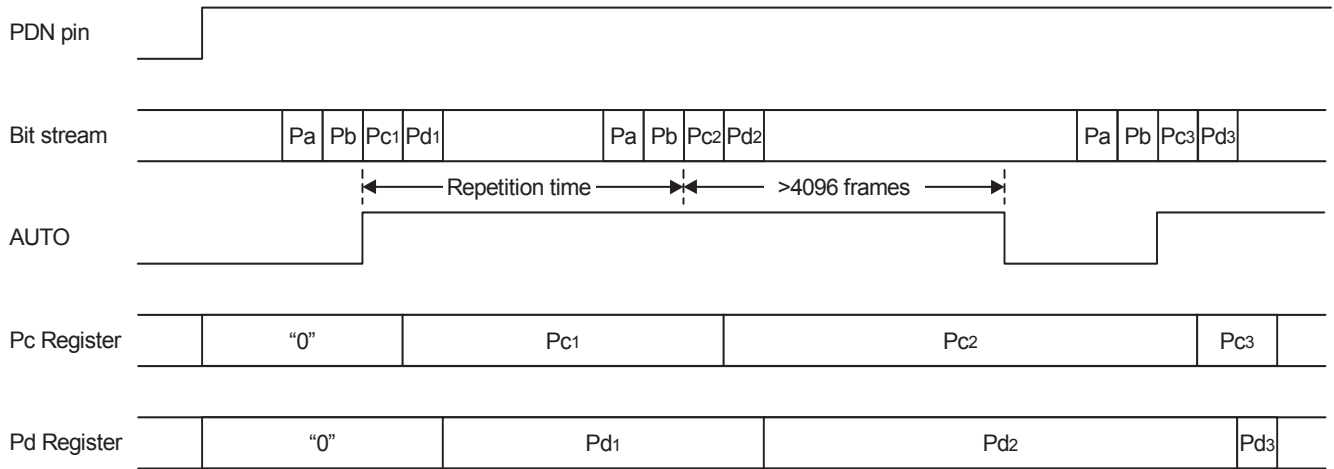 PDN pin
Bit stream Pa Pb Pc1 Pd1 Pa Pb Pc2 Pd2 Pa Pb Pc3 Pd3
Repetition time >4096 frames
AUTO
Pc Register “0” Pc1 Pc2 Pc3
Pd Register “0” Pd1 Pd2 Pd3